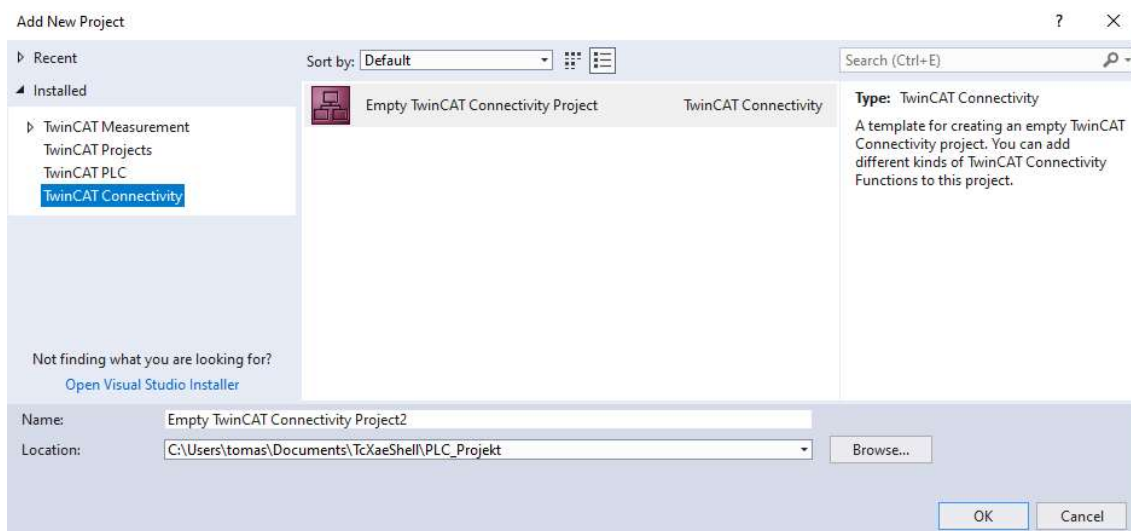 Add New Project
?
Recent
Installed
TwinCAT Measurement
TwinCAT Projects
TwinCAT PLC
TwinCAT Connectivity
Not finding what you are looking for?
Open Visual Studio Installer
Sort by: Default
Empty TwinCAT Connectivity Project TwinCAT Connectivity
Search (Ctrl+E)
Type: TwinCAT Connectivity
A template for creating an empty TwinCAT
Connectivity project. You can add
different kinds of TwinCAT Connectivity
Functions to this project.
Name: Empty TwinCAT Connectivity Project2
Location: C:\Users\tomas\Documents\TcXaeShell\PLC_Projekt
Browse...
OK Cancel